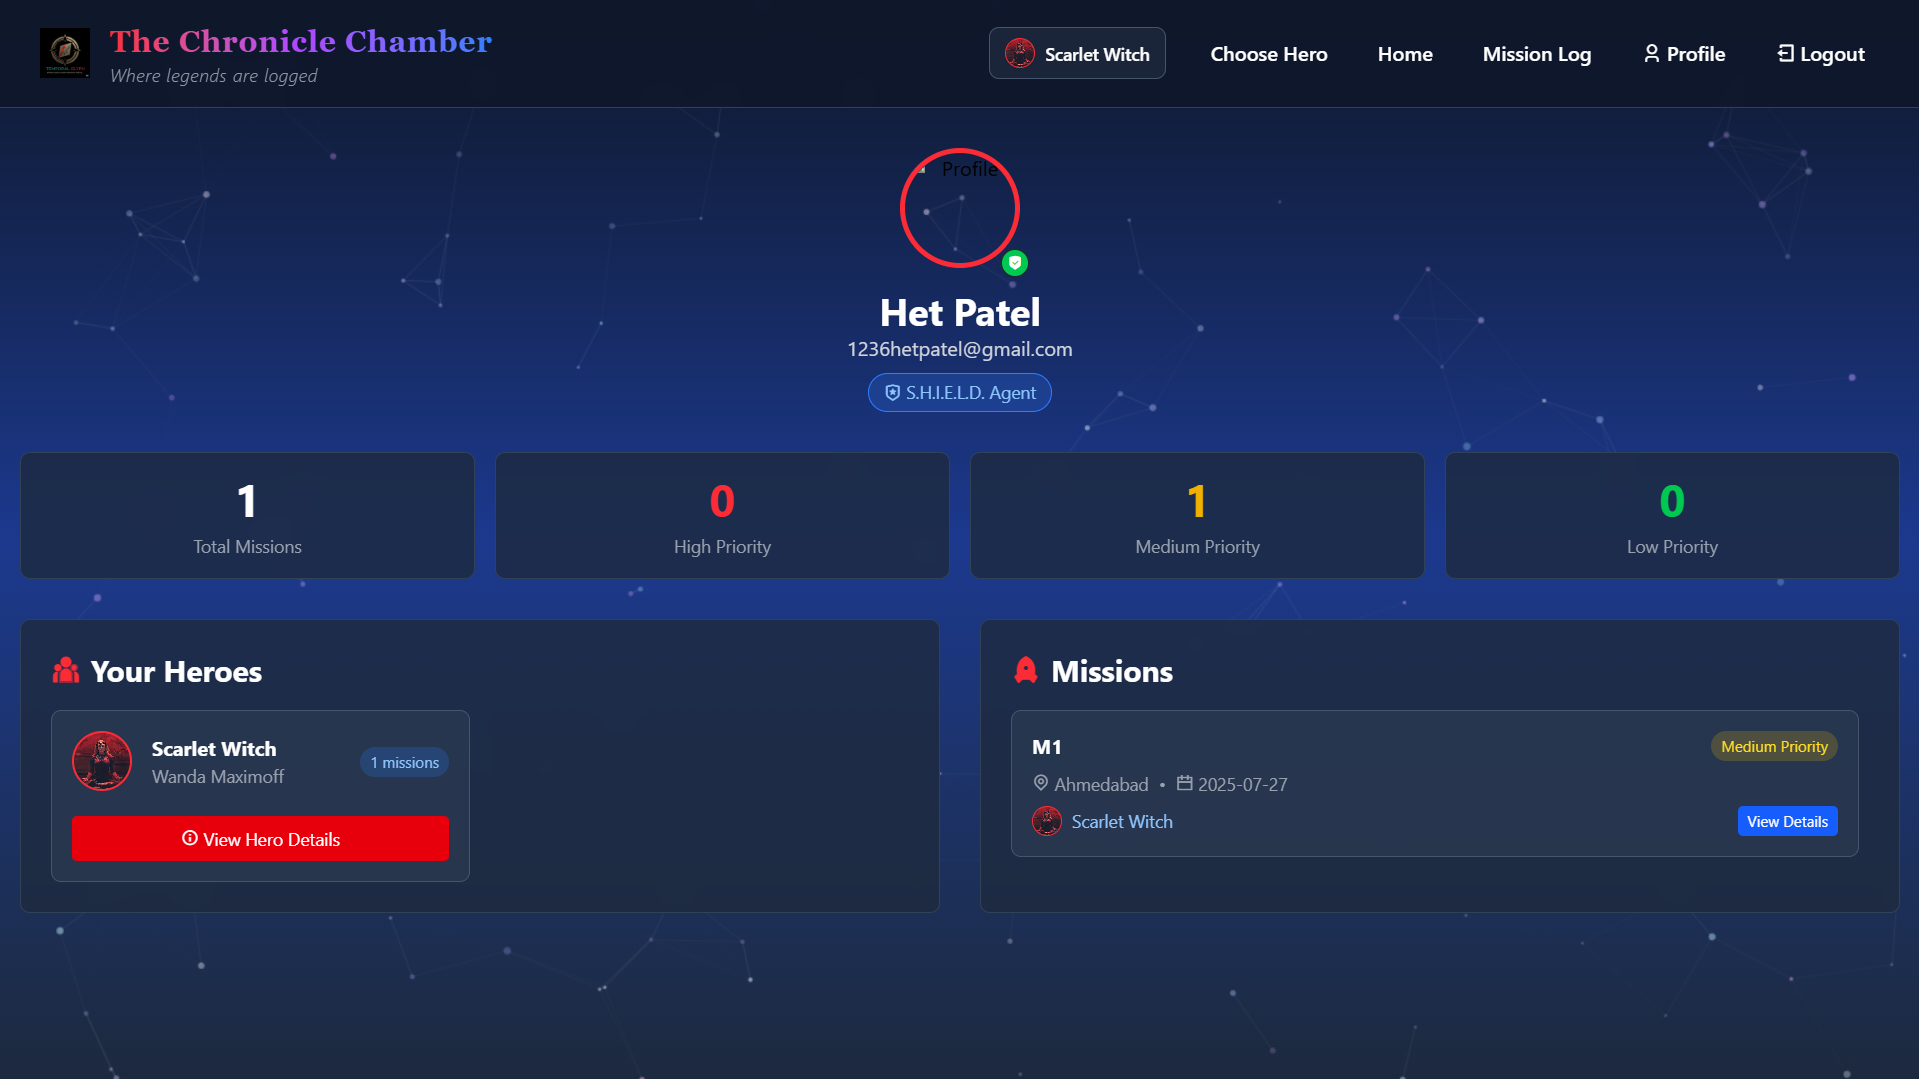 The Chronicle Chamber
Where legends are logged
Scarlet Witch
Choose Hero
Home
Mission Log
Profile
Logout
Profile
Het Patel
1236hetpatel@gmail.com
S.H.I.E.L.D. Agent
1
Total Missions
0
High Priority
1
Medium Priority
0
Low Priority
Your Heroes
Scarlet Witch
Wanda Maximoff
1 missions
View Hero Details
Missions
M1
Medium Priority
Ahmedabad • 2025-07-27
Scarlet Witch
View Details